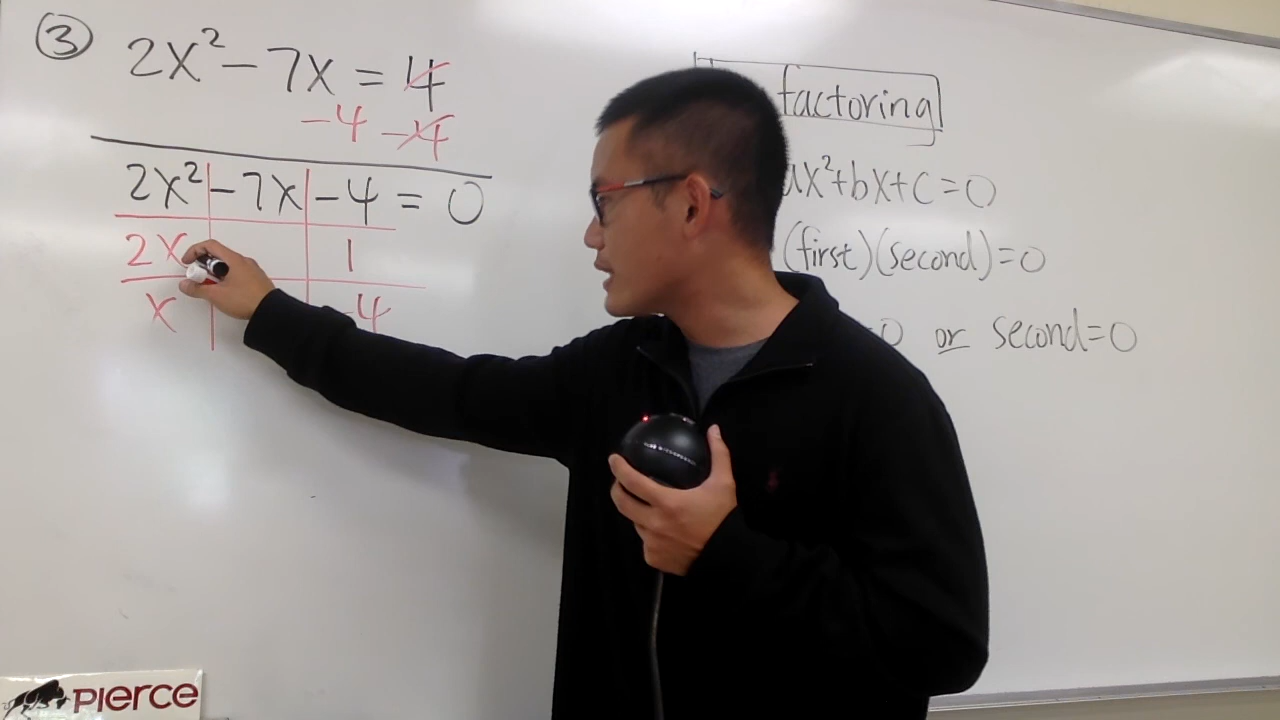 ③ 2x² - 7x = 4
-4 -4
2x² - 7x - 4 = 0
2x 1
x -4
factoring
ax²+bx+c=0
(first)(second)=0
=0 or second=0
PIERCE